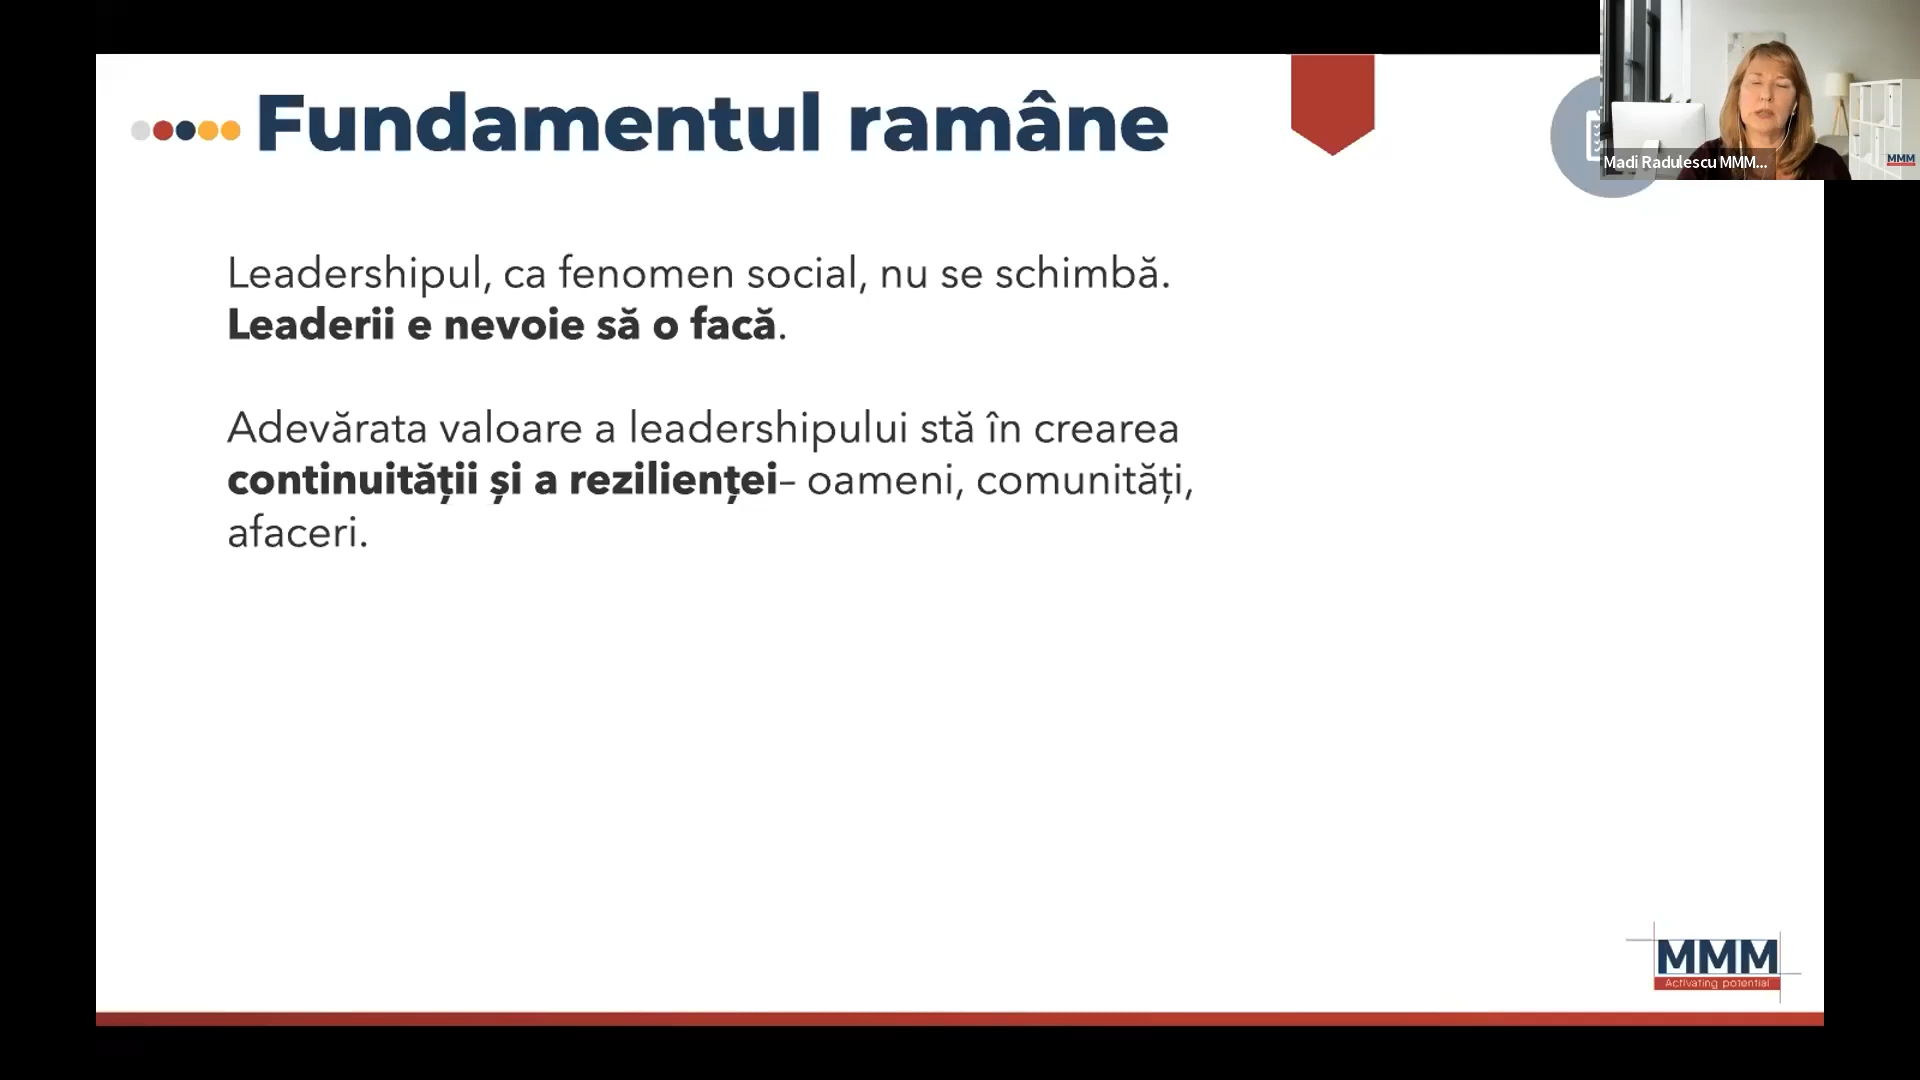 Fundamentul ramâne
Leadershipul, ca fenomen social, nu se schimbă.
Leaderii e nevoie să o facă.
Adevărata valoare a leadershipului stă în crearea
continuității și a rezilienței– oameni, comunități,
afaceri.
Madi Radulescu MMM...
MMM
MMM
Activating potential